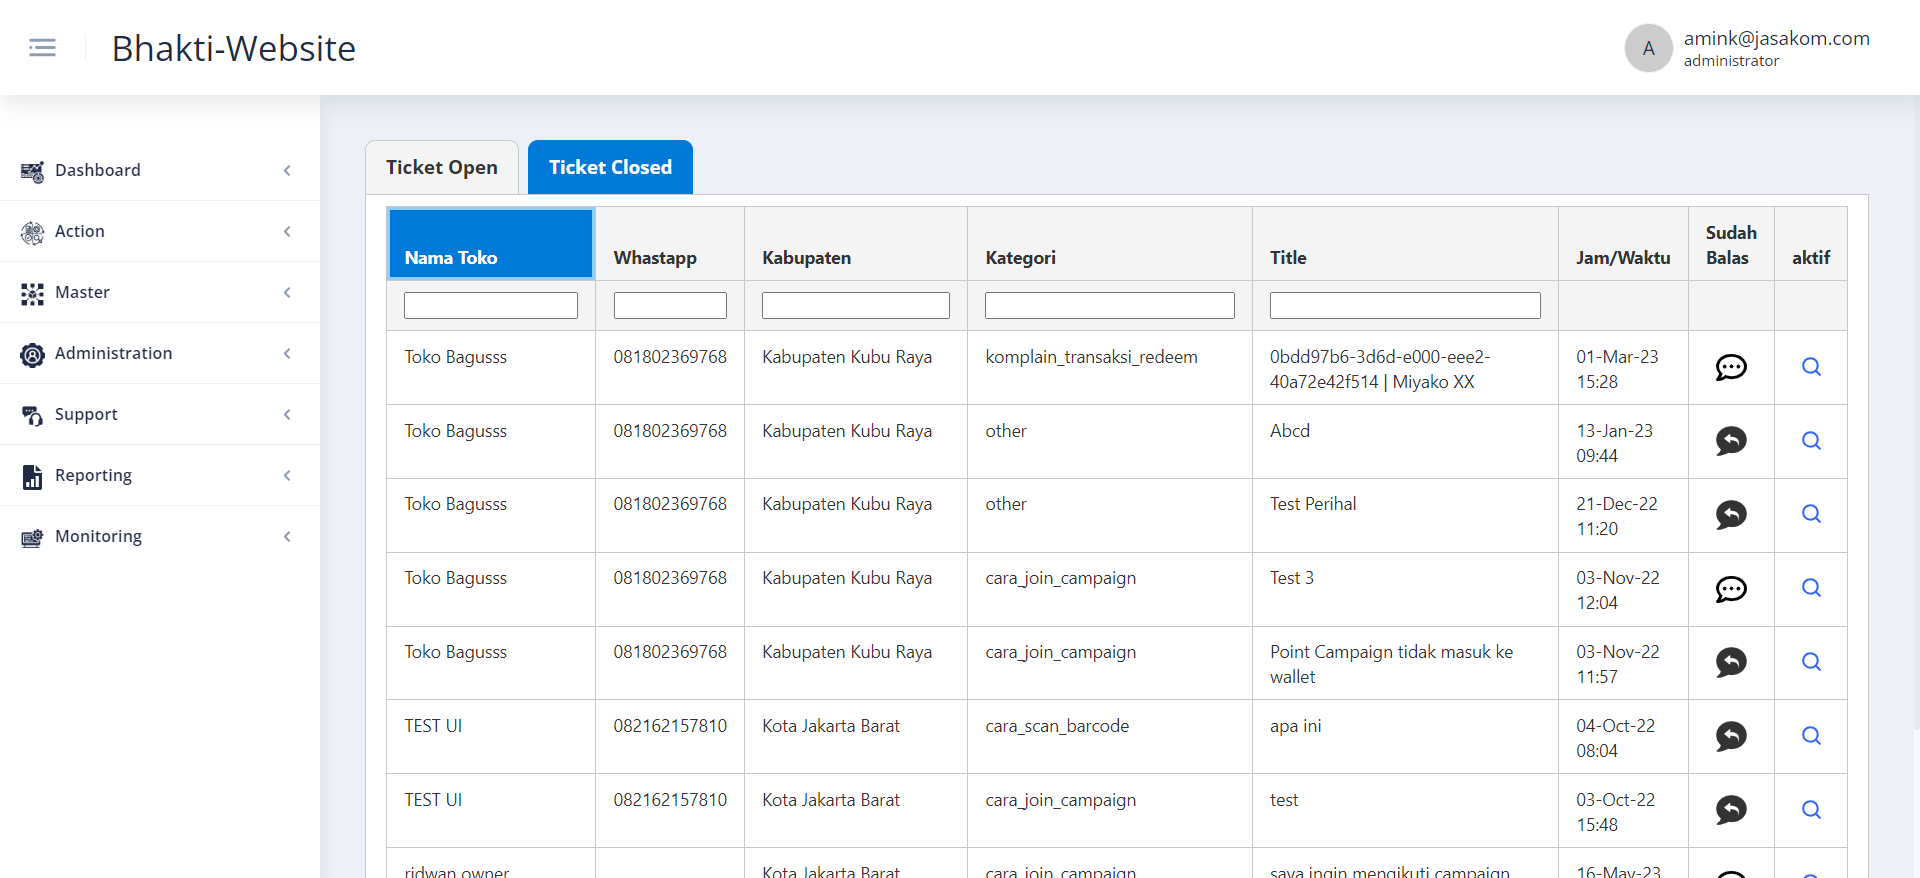 Bhakti-Website
A
amink@jasakom.com
administrator
Dashboard
Action
Master
Administration
Support
Reporting
Monitoring
Ticket Open
Ticket Closed
Nama Toko Whastapp Kabupaten Kategori Title Jam/Waktu Sudah Balas aktif
Toko Bagusss 081802369768 Kabupaten Kubu Raya komplain_transaksi_redeem 0bdd97b6-3d6d-e000-eee2-40a72e42f514 | Miyako XX 01-Mar-23 15:28
Toko Bagusss 081802369768 Kabupaten Kubu Raya other Abcd 13-Jan-23 09:44
Toko Bagusss 081802369768 Kabupaten Kubu Raya other Test Perihal 21-Dec-22 11:20
Toko Bagusss 081802369768 Kabupaten Kubu Raya cara_join_campaign Test 3 03-Nov-22 12:04
Toko Bagusss 081802369768 Kabupaten Kubu Raya cara_join_campaign Point Campaign tidak masuk ke wallet 03-Nov-22 11:57
TEST UI 082162157810 Kota Jakarta Barat cara_scan_barcode apa ini 04-Oct-22 08:04
TEST UI 082162157810 Kota Jakarta Barat cara_join_campaign test 03-Oct-22 15:48
ridwan owner Kota Jakarta Barat cara_join_campaign saya ingin mengikuti campaign 16-May-23